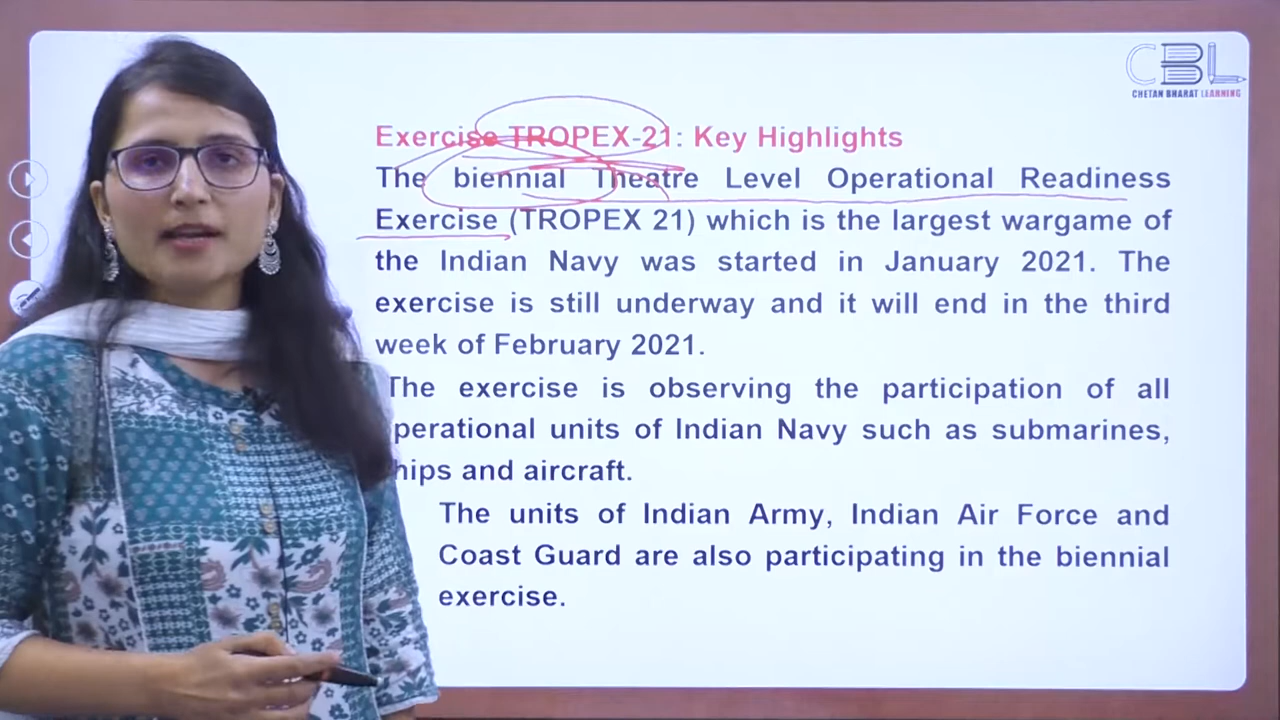 CBL
CHETAN BHARAT LEARNING
Exercise TROPEX-21: Key Highlights
The biennial Theatre Level Operational Readiness
Exercise (TROPEX 21) which is the largest wargame of
the Indian Navy was started in January 2021. The
exercise is still underway and it will end in the third
week of February 2021.
The exercise is observing the participation of all
perational units of Indian Navy such as submarines,
hips and aircraft.
The units of Indian Army, Indian Air Force and
Coast Guard are also participating in the biennial
exercise.